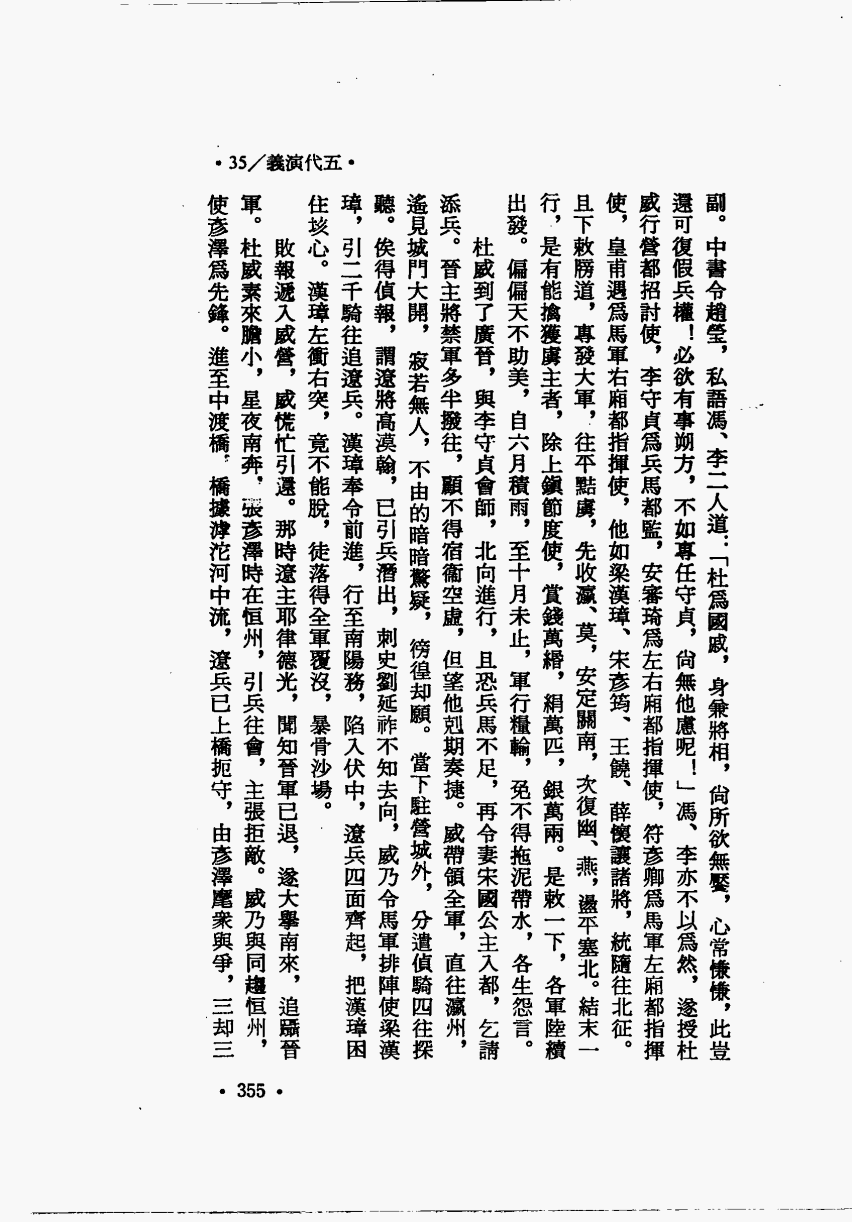 •35／義演代五•
副。中書令趙瑩，私語馮、李二人道：「杜爲國戚，身兼將相，尙所欲無饜，心常慊慊，此豈
還可復假兵權！必欲有事朔方，不如專任守貞，尙無他慮呢！」馮、李亦不以爲然，遂授杜
威行營都招討使，李守貞爲兵馬都監，安審琦爲左右廂都指揮使，符彥卿爲馬軍左廂都指揮
使，皇甫遇爲馬軍右廂都指揮使，他如梁漢璋、宋彥筠、王饒、薛懷讓諸將，統隨往北征。
且下敕牓道，專發大軍，往平黠虜，先收瀛、莫，安定關南，次復幽、燕，盪平塞北。結末一
行，是有能擒獲虜主者，除上鎭節度使，賞錢萬緡，絹萬匹，銀萬兩。是敕一下，各軍陸續
出發。偏偏天不助美，自六月積雨，至十月未止，軍行糧輸，免不得拖泥帶水，各生怨言。
杜威到了廣晉，與李守貞會師，北向進行，且恐兵馬不足，再令妻宋國公主入都，乞請
添兵。晉主將禁軍多半撥往，顧不得宿衞空虛，但望他剋期奏捷。威帶領全軍，直往瀛州，
遙見城門大開，寂若無人，不由的暗暗驚疑，徬徨却顧。當下駐營城外，分遣偵騎四往探
聽。俟得偵報，謂遼將高漠翰，已引兵潛出，刺史劉延祚不知去向，威乃令馬軍排陣使梁漢
璋，引二千騎往追遼兵。漢璋奉令前進，行至南陽務，陷入伏中，遼兵四面齊起，把漢璋困
住垓心。漢璋左衝右突，竟不能脫，徒落得全軍覆沒，暴骨沙場。
敗報遞入威營，威慌忙引還。那時遼主耶律德光，聞知晉軍已退，遂大擧南來，追躡晉
軍。杜威素來膽小，星夜南奔，張彥澤時在恒州，引兵往會，主張拒敵。威乃與同趨恒州，
使彥澤爲先鋒。進至中渡橋，橋據滹沱河中流，遼兵已上橋扼守，由彥澤麾衆與爭，三却三
•355•